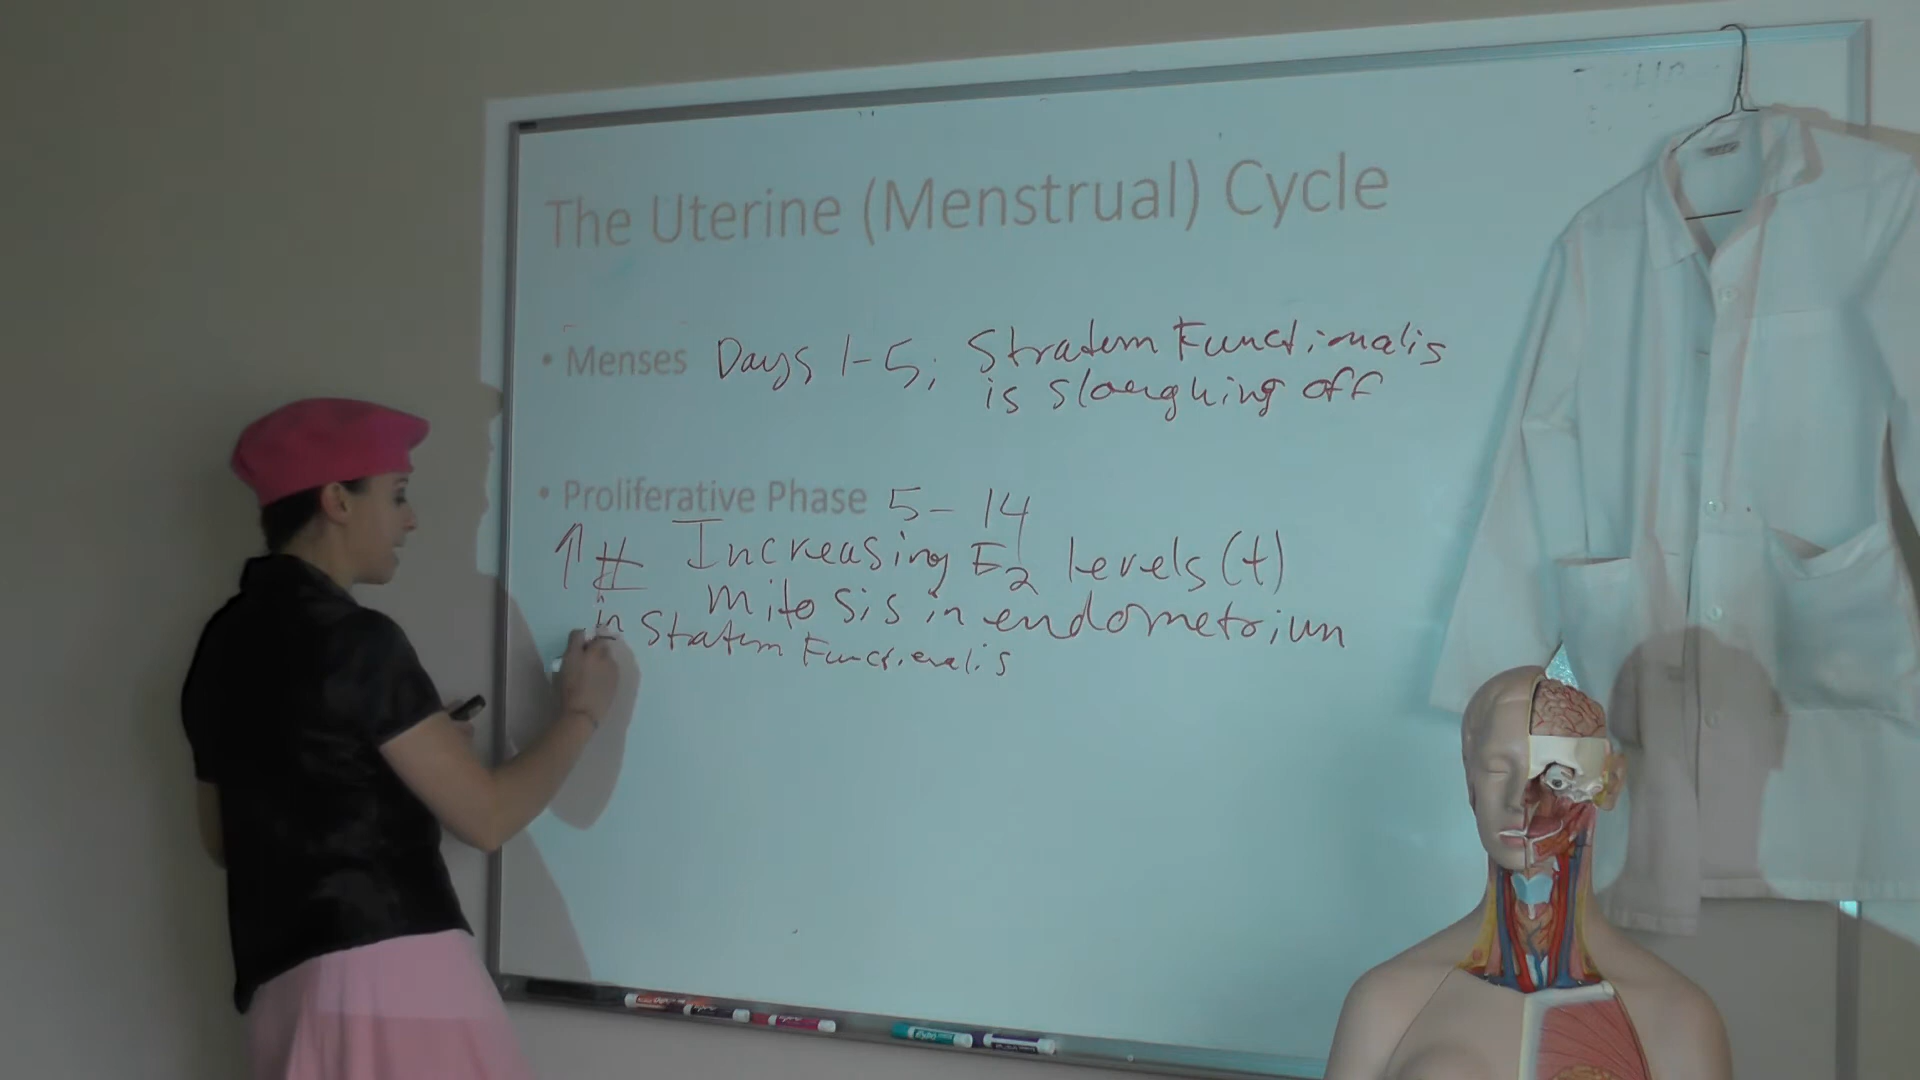 The Uterine (Menstrual) Cycle
• Menses Days 1-5; Stratum Functionalis
is sloughing off
• Proliferative Phase 5-14
↑ # Increasing E2 levels (+)
mitosis in endometrium
in Stratum Functionalis